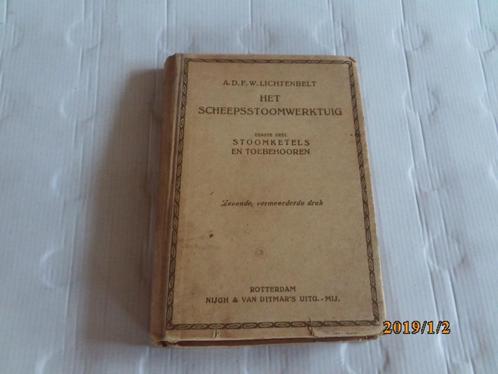 A.D.F.W. LICHTENBELT
HET
SCHEEPSSTOOMWERKTUIG
EERSTE DEEL
STOOMKETELS
EN TOEBEHOOREN
Zevende, vermeerderde druk
ROTTERDAM
NIJGH & VAN DITMAR'S UITG.-MIJ.
2019/1/2